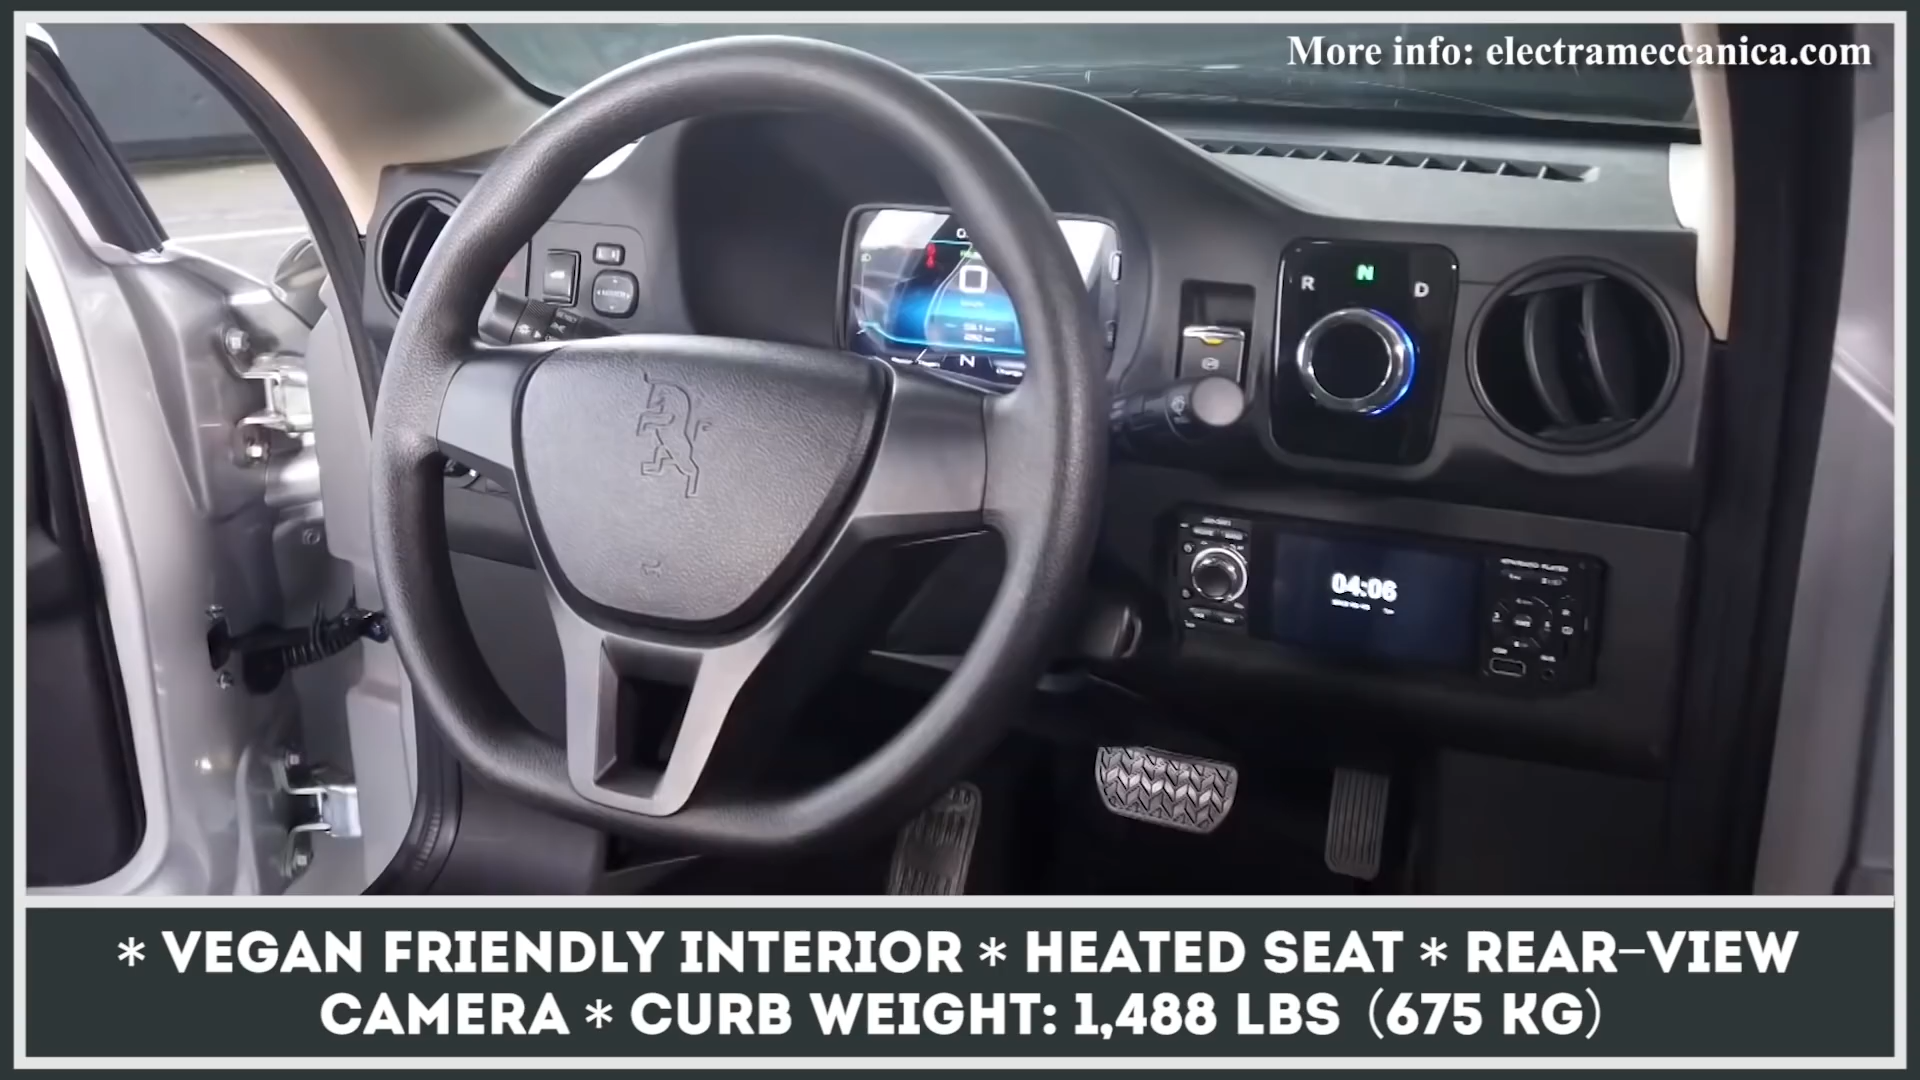 More info: electrameccanica.com
R N D
N
04:06
* VEGAN FRIENDLY INTERIOR * HEATED SEAT * REAR-VIEW
CAMERA * CURB WEIGHT: 1,488 LBS (675 KG)